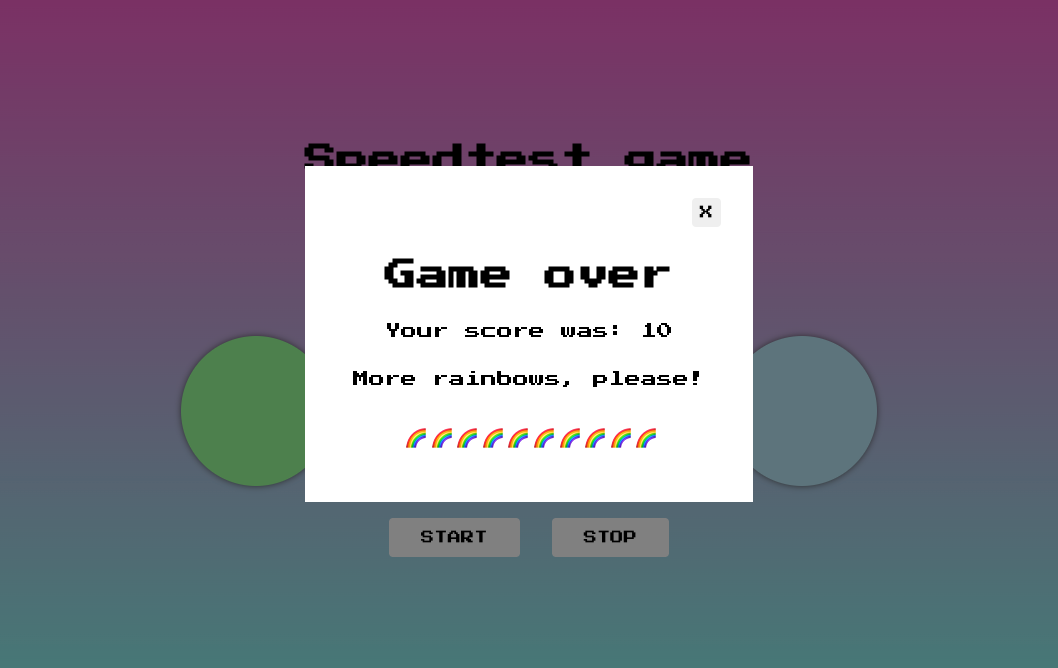 Speedtest game
X
Game over
Your score was: 10
More rainbows, please!
🌈🌈🌈🌈🌈🌈🌈🌈🌈🌈
START STOP